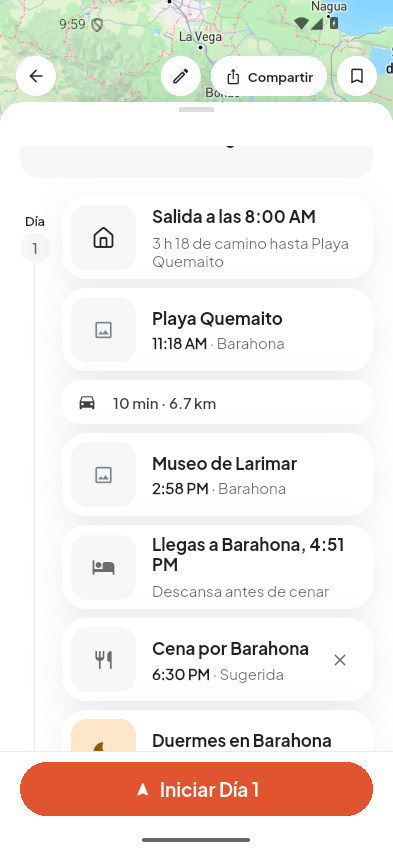 9:59
Nagua
La Vega
Compartir
Día
1
Salida a las 8:00 AM
3 h 18 de camino hasta Playa
Quemaito
Playa Quemaito
11:18 AM · Barahona
10 min · 6.7 km
Museo de Larimar
2:58 PM · Barahona
Llegas a Barahona, 4:51
PM
Descansa antes de cenar
Cena por Barahona
6:30 PM · Sugerida
Duermes en Barahona
Iniciar Día 1